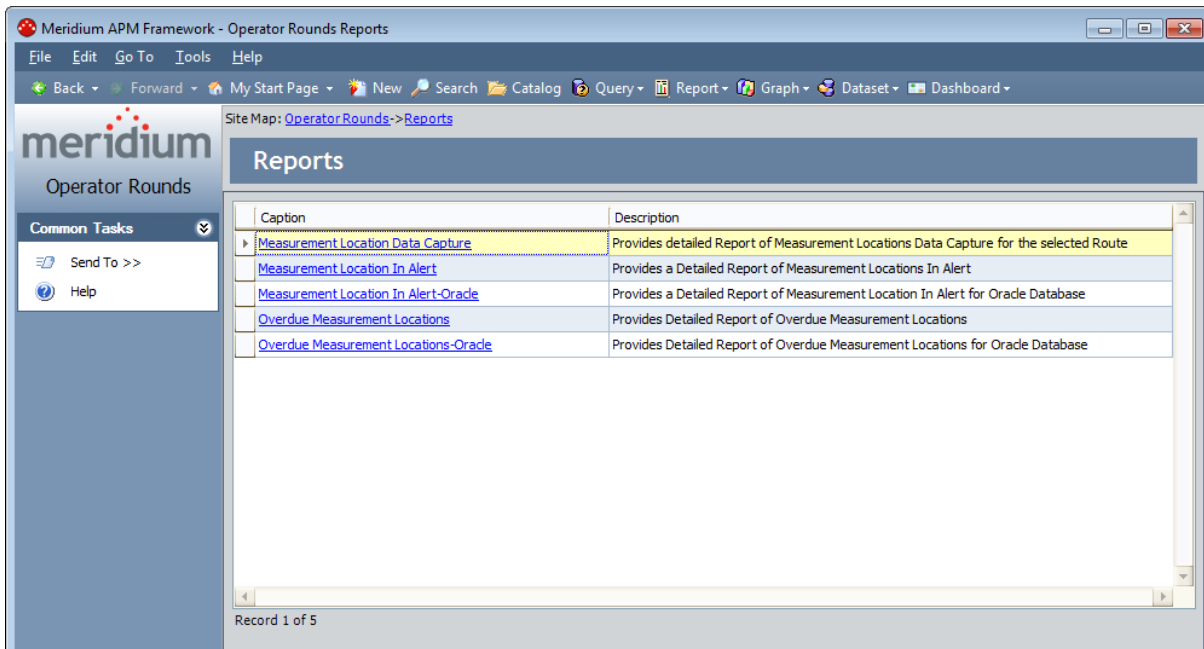 Meridium APM Framework - Operator Rounds Reports
File Edit Go To Tools Help
Back Forward My Start Page New Search Catalog Query Report Graph Dataset Dashboard
meridium
Operator Rounds
Common Tasks
Send To >>
Help
Site Map: Operator Rounds->Reports
Reports
Caption Description
Measurement Location Data Capture Provides detailed Report of Measurement Locations Data Capture for the selected Route
Measurement Location In Alert Provides a Detailed Report of Measurement Locations In Alert
Measurement Location In Alert-Oracle Provides a Detailed Report of Measurement Location In Alert for Oracle Database
Overdue Measurement Locations Provides Detailed Report of Overdue Measurement Locations
Overdue Measurement Locations-Oracle Provides Detailed Report of Overdue Measurement Locations for Oracle Database
Record 1 of 5